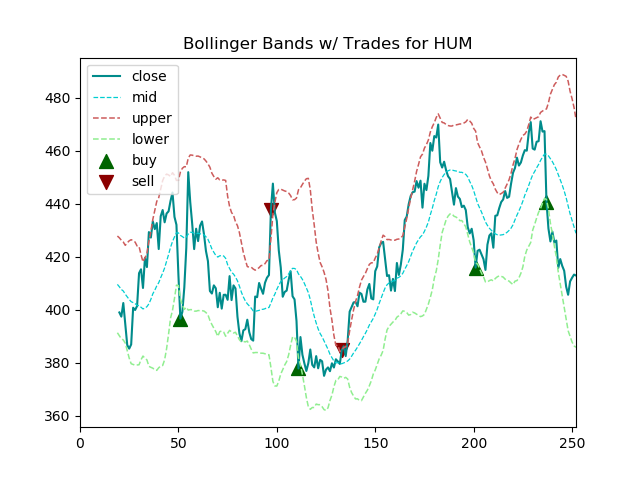 Bollinger Bands w/ Trades for HUM
close
mid
upper
lower
buy
sell
480
460
440
420
400
380
360
0 50 100 150 200 250